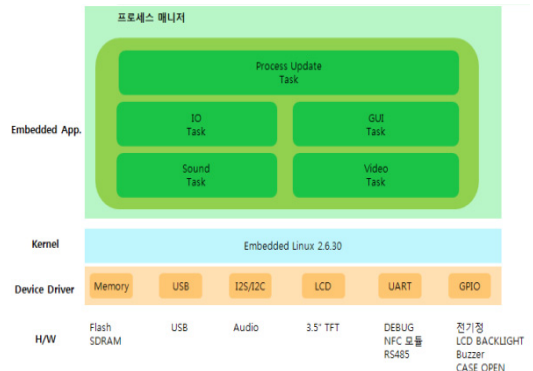 프로세스 매니저
Process Update
Task
Embedded App.
IO
Task
GUI
Task
Sound
Task
Video
Task
Kernel
Embedded Linux 2.6.30
Device Driver
Memory
USB
I2S/I2C
LCD
UART
GPIO
H/W
Flash
SDRAM
USB
Audio
3.5" TFT
DEBUG
NFC 모듈
RS485
전기정
LCD BACKLIGHT
Buzzer
CASE OPEN